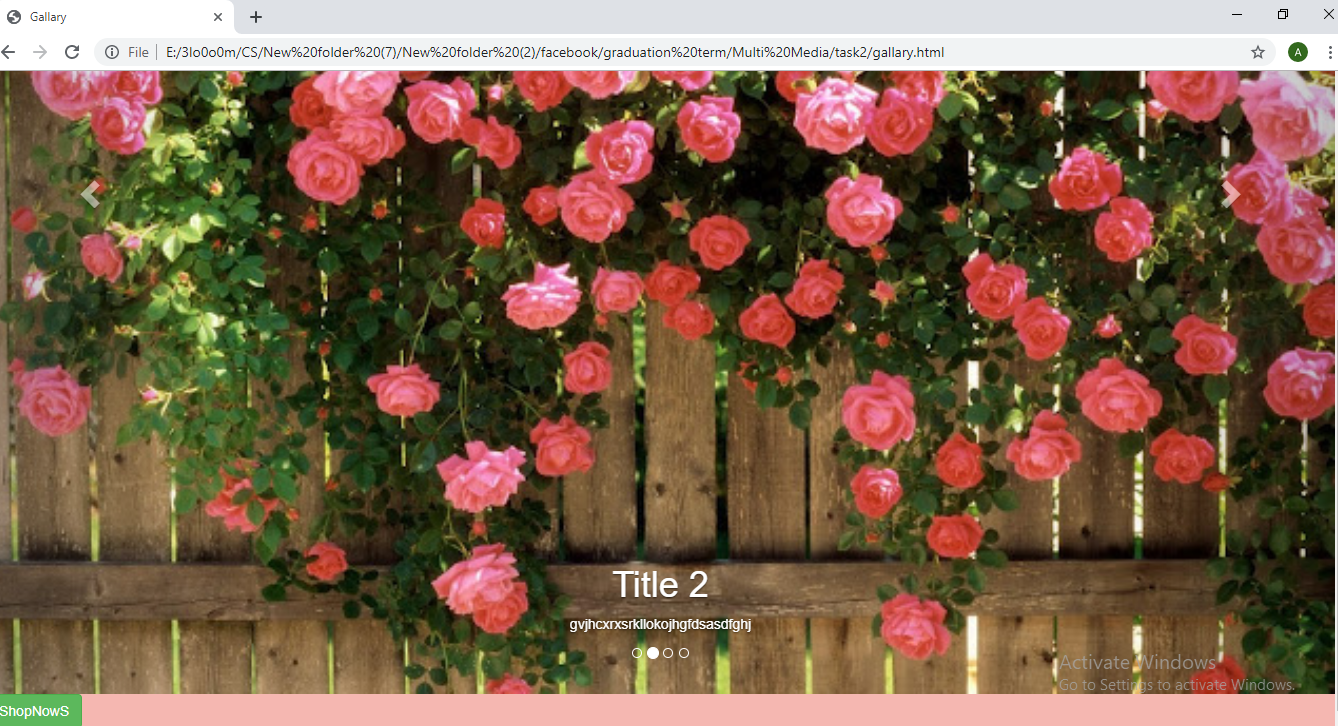 Gallary
File
E:/3lo0o0m/CS/New%20folder%20(7)/New%20folder%20(2)/facebook/graduation%20term/Multi%20Media/task2/gallary.html
A
Title 2
gvjhcxrxsrkllokojhgfdsasdfghj
Activate Windows
Go to Settings to activate Windows.
ShopNowS